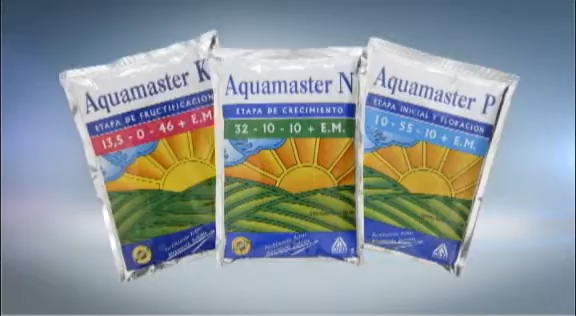 Aquamaster K
ETAPA DE FRUCTIFICACIÓN
13,5 - 0 - 46 + E.M.
Aquamaster N
ETAPA DE CRECIMIENTO
32 - 10 - 10 + E.M.
Aquamaster P
ETAPA INICIAL Y FLORACIÓN
10 - 55 - 10 + E.M.